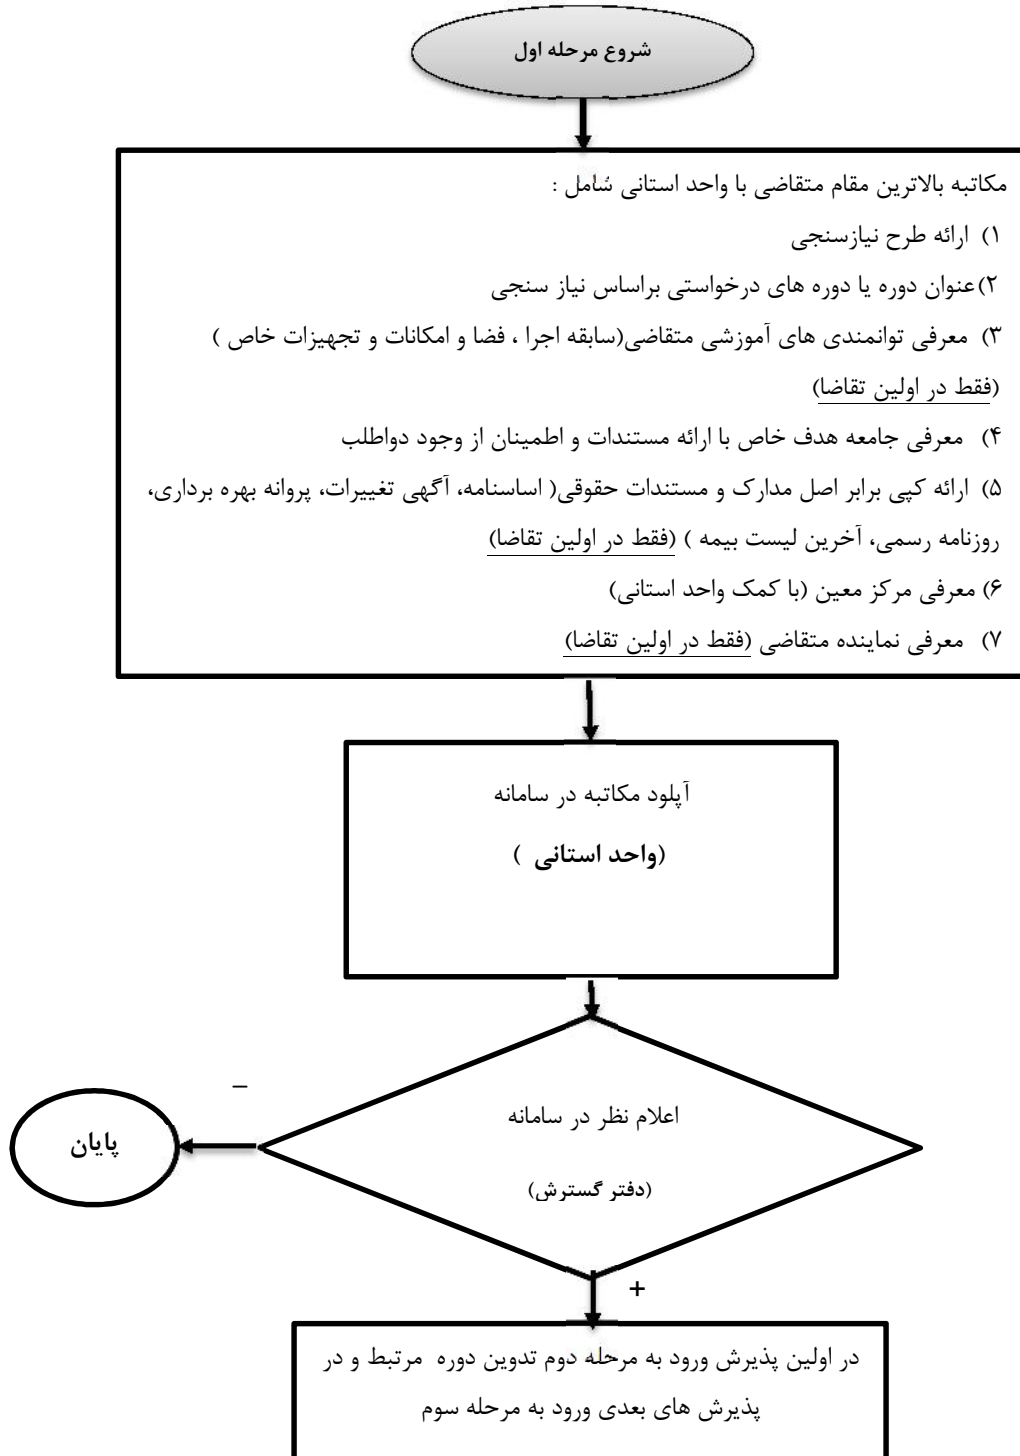 شروع مرحله اول
مکاتبه بالاترین مقام متقاضی با واحد استانی شامل :
۱) ارائه طرح نیازسنجی
۲)عنوان دوره یا دوره های درخواستی براساس نیاز سنجی
۳) معرفی توانمندی های آموزشی متقاضی(سابقه اجرا ، فضا و امکانات و تجهیزات خاص )
(فقط در اولین تقاضا)
۴) معرفی جامعه هدف خاص با ارائه مستندات و اطمینان از وجود دواطلب
۵) ارائه کپی برابر اصل مدارک و مستندات حقوقی( اساسنامه، آگهی تغییرات، پروانه بهره برداری،
روزنامه رسمی، آخرین لیست بیمه ) (فقط در اولین تقاضا)
۶) معرفی مرکز معین (با کمک واحد استانی)
۷) معرفی نماینده متقاضی (فقط در اولین تقاضا)
آپلود مکاتبه در سامانه
(واحد استانی )
–
اعلام نظر در سامانه
پایان
(دفتر گسترش)
+
در اولین پذیرش ورود به مرحله دوم تدوین دوره مرتبط و در
پذیرش های بعدی ورود به مرحله سوم